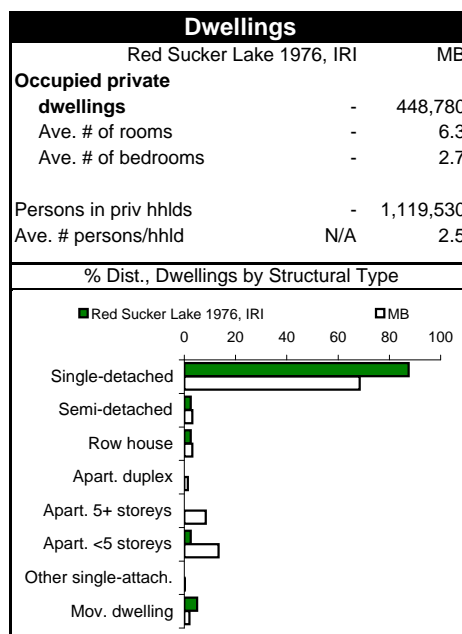 Dwellings
Red Sucker Lake 1976, IRI MB
Occupied private
dwellings - 448,780
Ave. # of rooms - 6.3
Ave. # of bedrooms - 2.7
Persons in priv hhlds - 1,119,530
Ave. # persons/hhld N/A 2.5
% Dist., Dwellings by Structural Type
Red Sucker Lake 1976, IRI MB
0 20 40 60 80 100
Single-detached
Semi-detached
Row house
Apart. duplex
Apart. 5+ storeys
Apart. <5 storeys
Other single-attach.
Mov. dwelling